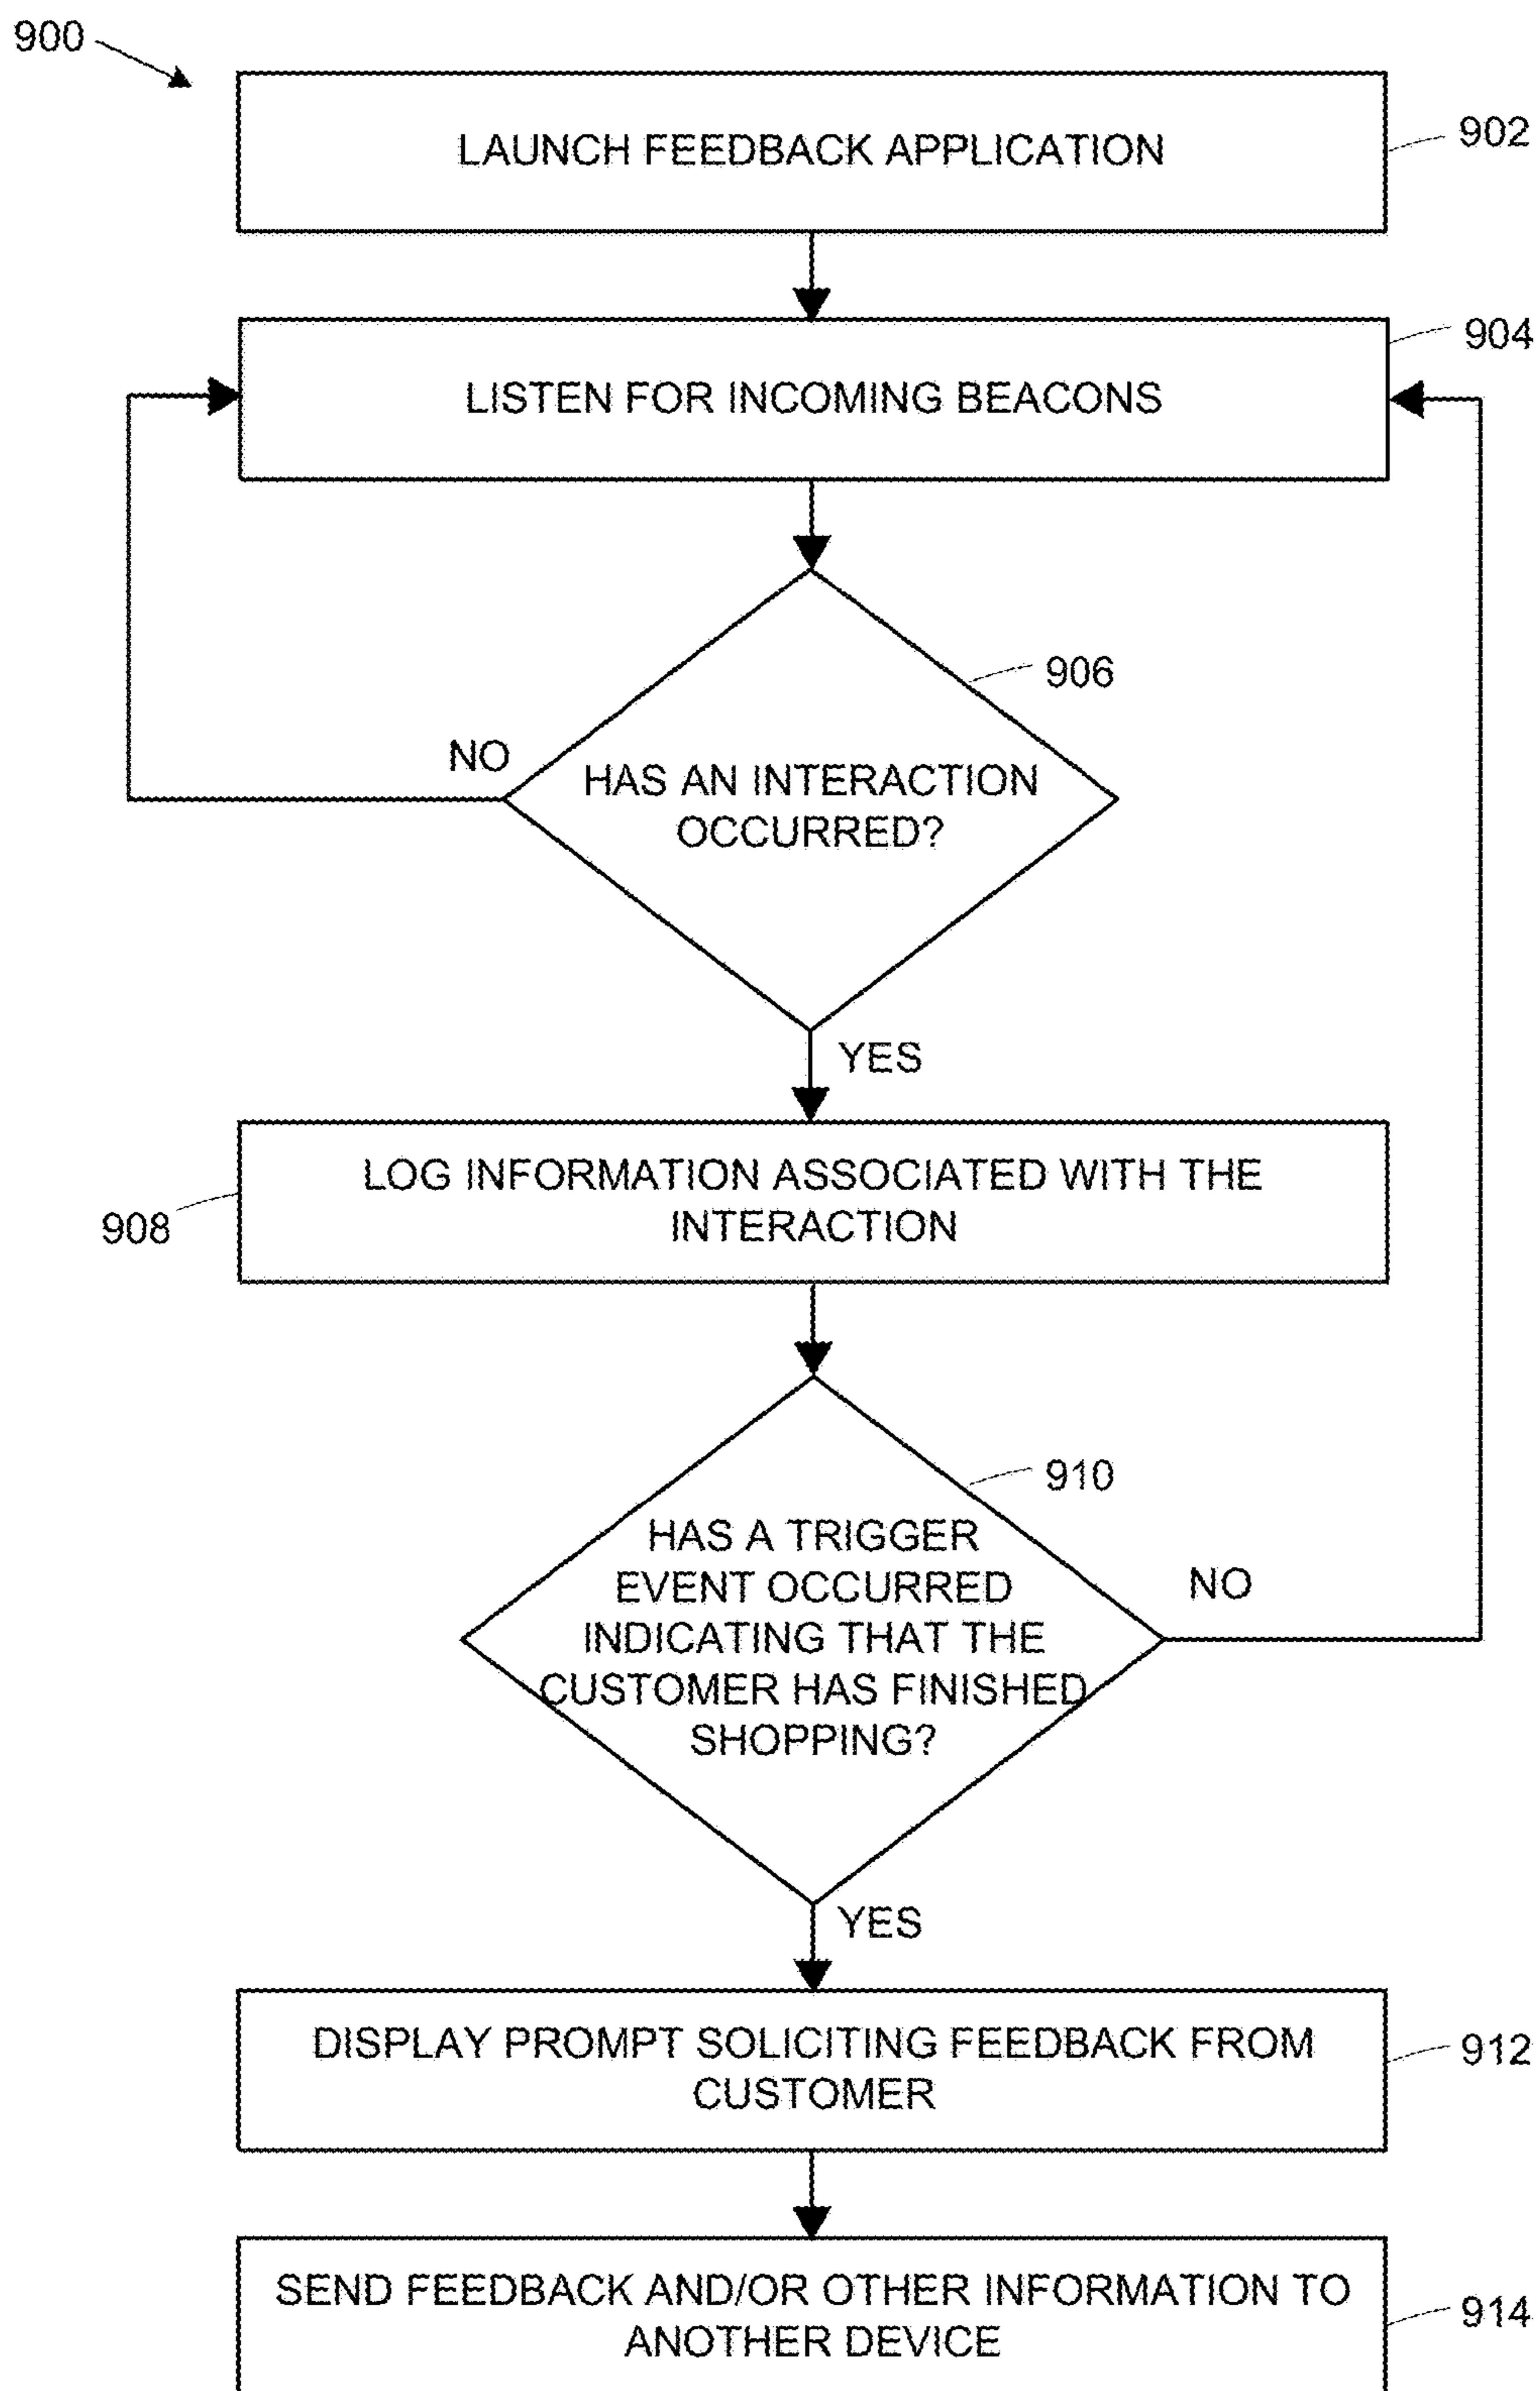 900
LAUNCH FEEDBACK APPLICATION
902
904
LISTEN FOR INCOMING BEACONS
906
NO
HAS AN INTERACTION
OCCURRED?
YES
LOG INFORMATION ASSOCIATED WITH THE
INTERACTION
908
910
HAS A TRIGGER
EVENT OCCURRED
INDICATING THAT THE
CUSTOMER HAS FINISHED
SHOPPING?
NO
YES
DISPLAY PROMPT SOLICITING FEEDBACK FROM
CUSTOMER
912
SEND FEEDBACK AND/OR OTHER INFORMATION TO
ANOTHER DEVICE
914